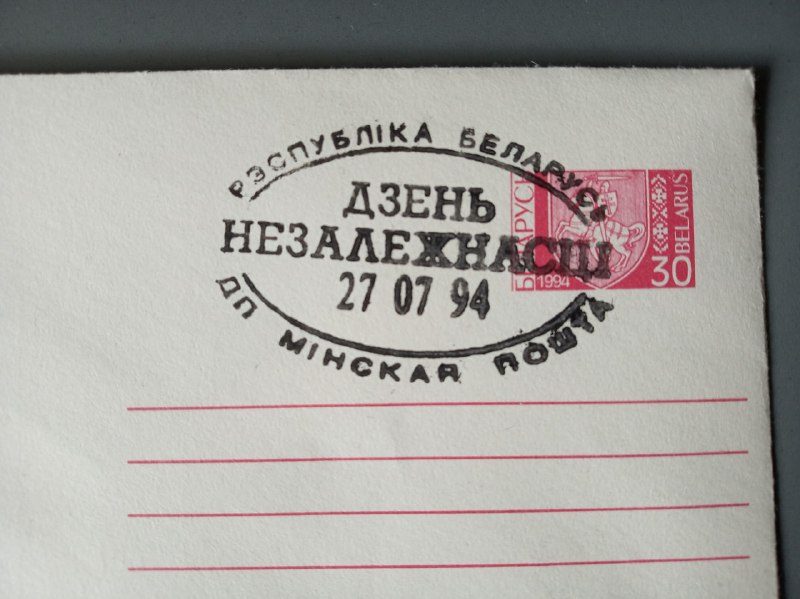 РЭСПУБЛІКА БЕЛАРУСЬ
ДЗЕНЬ
НЕЗАЛЕЖНАСЦІ
27 07 94
ДП МІНСКАЯ ПОШТА
БЕЛАРУСЬ
1994
30
BELARUS